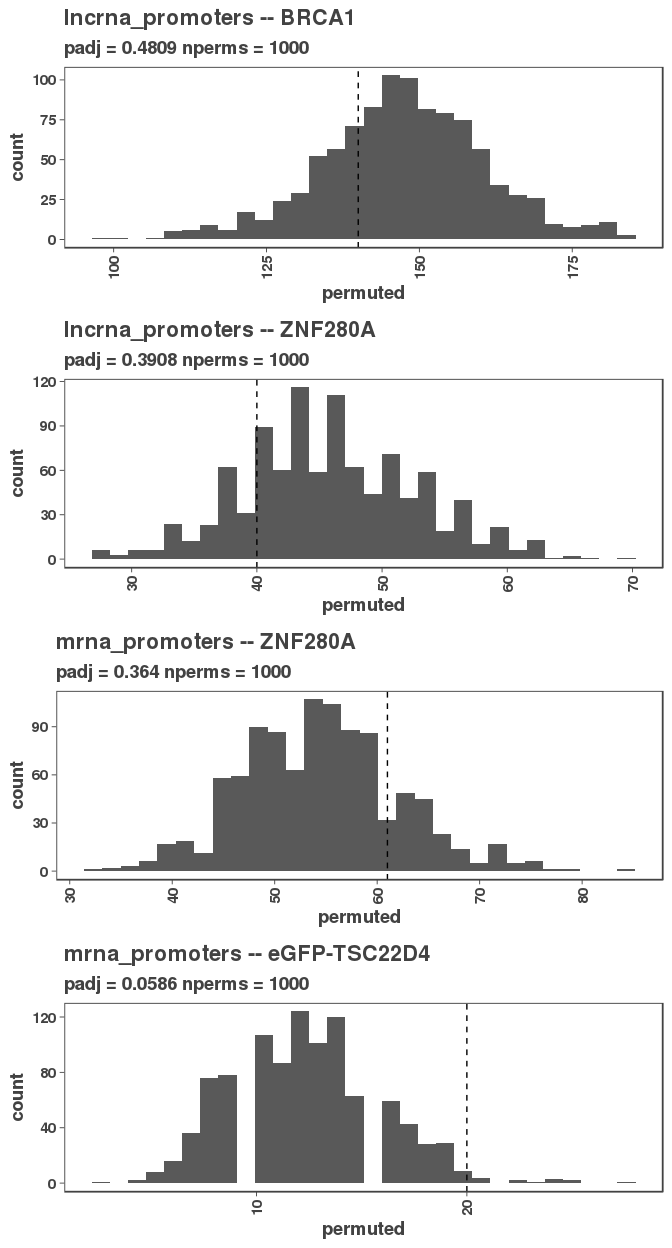 lncrna_promoters -- BRCA1
padj = 0.4809 nperms = 1000
100
75
50
25
0
count
100 125 150 175
permuted
lncrna_promoters -- ZNF280A
padj = 0.3908 nperms = 1000
120
90
60
30
0
count
30 40 50 60 70
permuted
mrna_promoters -- ZNF280A
padj = 0.364 nperms = 1000
90
60
30
0
count
30 40 50 60 70 80
permuted
mrna_promoters -- eGFP-TSC22D4
padj = 0.0586 nperms = 1000
120
80
40
0
count
10 20
permuted